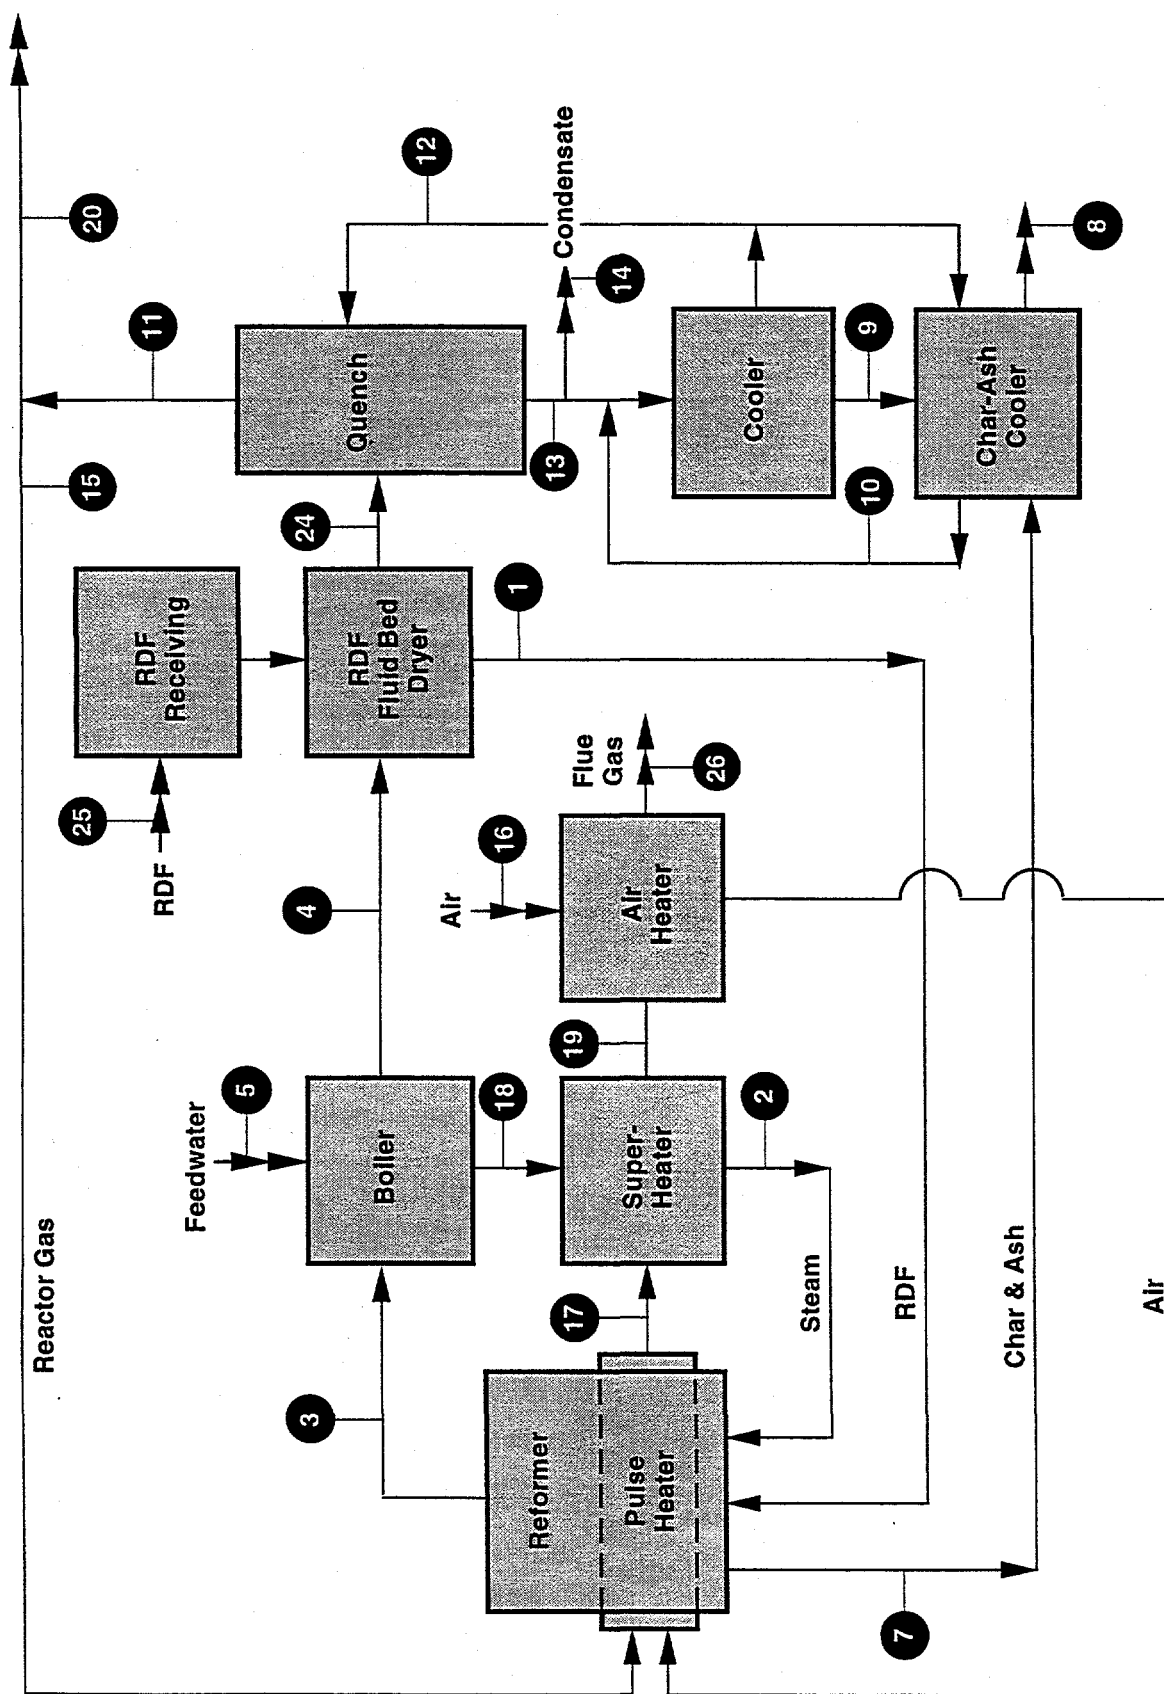 Reactor Gas
20
15
11
12
Feedwater
5
RDF
25
RDF
Receiving
3
Boiler
4
RDF
Fluid Bed
Dryer
24
Quench
18
Air
16
1
13
14
Condensate
Reformer
Pulse
Heater
17
Super-
Heater
19
Air
Heater
Flue
Gas
26
Cooler
2
Steam
RDF
10
9
7
Char & Ash
Char-Ash
Cooler
8
Air